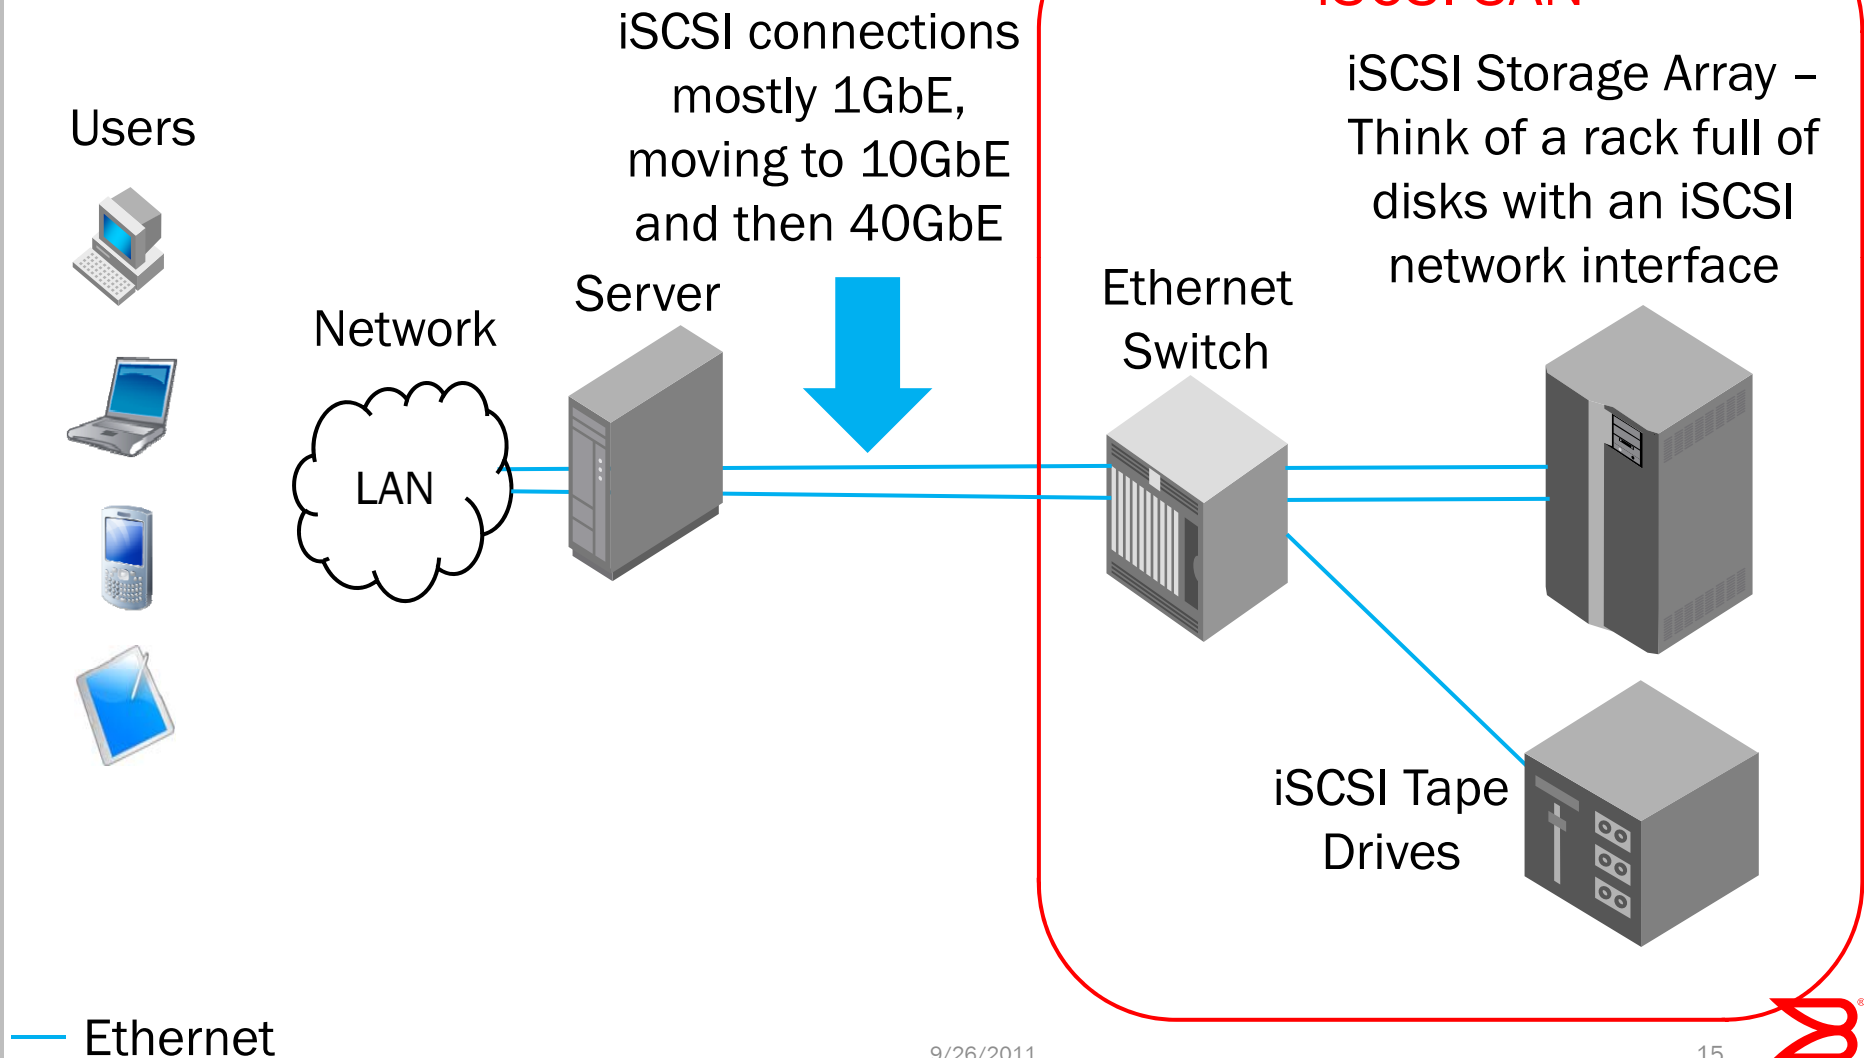 iSCSI SAN
iSCSI connections
mostly 1GbE,
moving to 10GbE
and then 40GbE
iSCSI Storage Array –
Think of a rack full of
disks with an iSCSI
network interface
Users
Network
Server
Ethernet
Switch
LAN
iSCSI Tape
Drives
Ethernet
9/26/2011
15
®